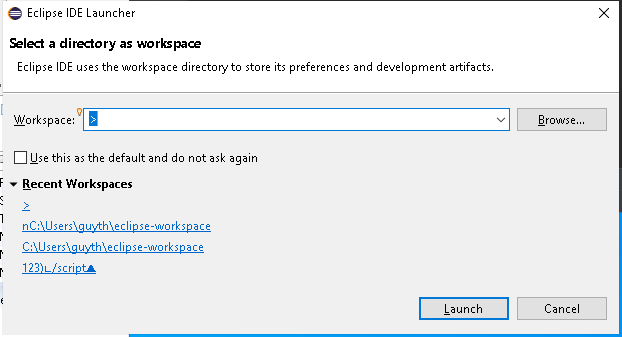 Eclipse IDE Launcher
Select a directory as workspace
Eclipse IDE uses the workspace directory to store its preferences and development artifacts.
Workspace: > Browse...
Use this as the default and do not ask again
Recent Workspaces
>
nC:\Users\guyth\eclipse-workspace
C:\Users\guyth\eclipse-workspace
123)ㄴ/script▲
Launch Cancel